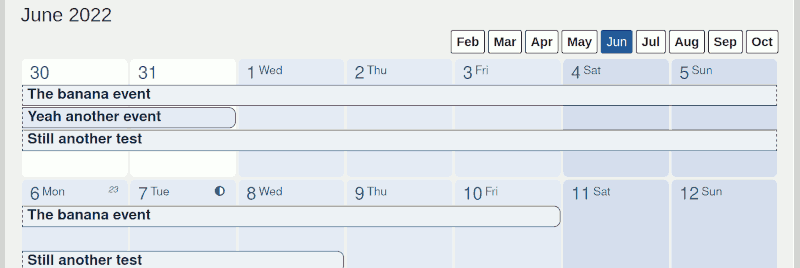 June 2022
Feb Mar Apr May Jun Jul Aug Sep Oct
30 31 1 Wed 2 Thu 3 Fri 4 Sat 5 Sun
The banana event
Yeah another event
Still another test
6 Mon 23 7 Tue 8 Wed 9 Thu 10 Fri 11 Sat 12 Sun
The banana event
Still another test